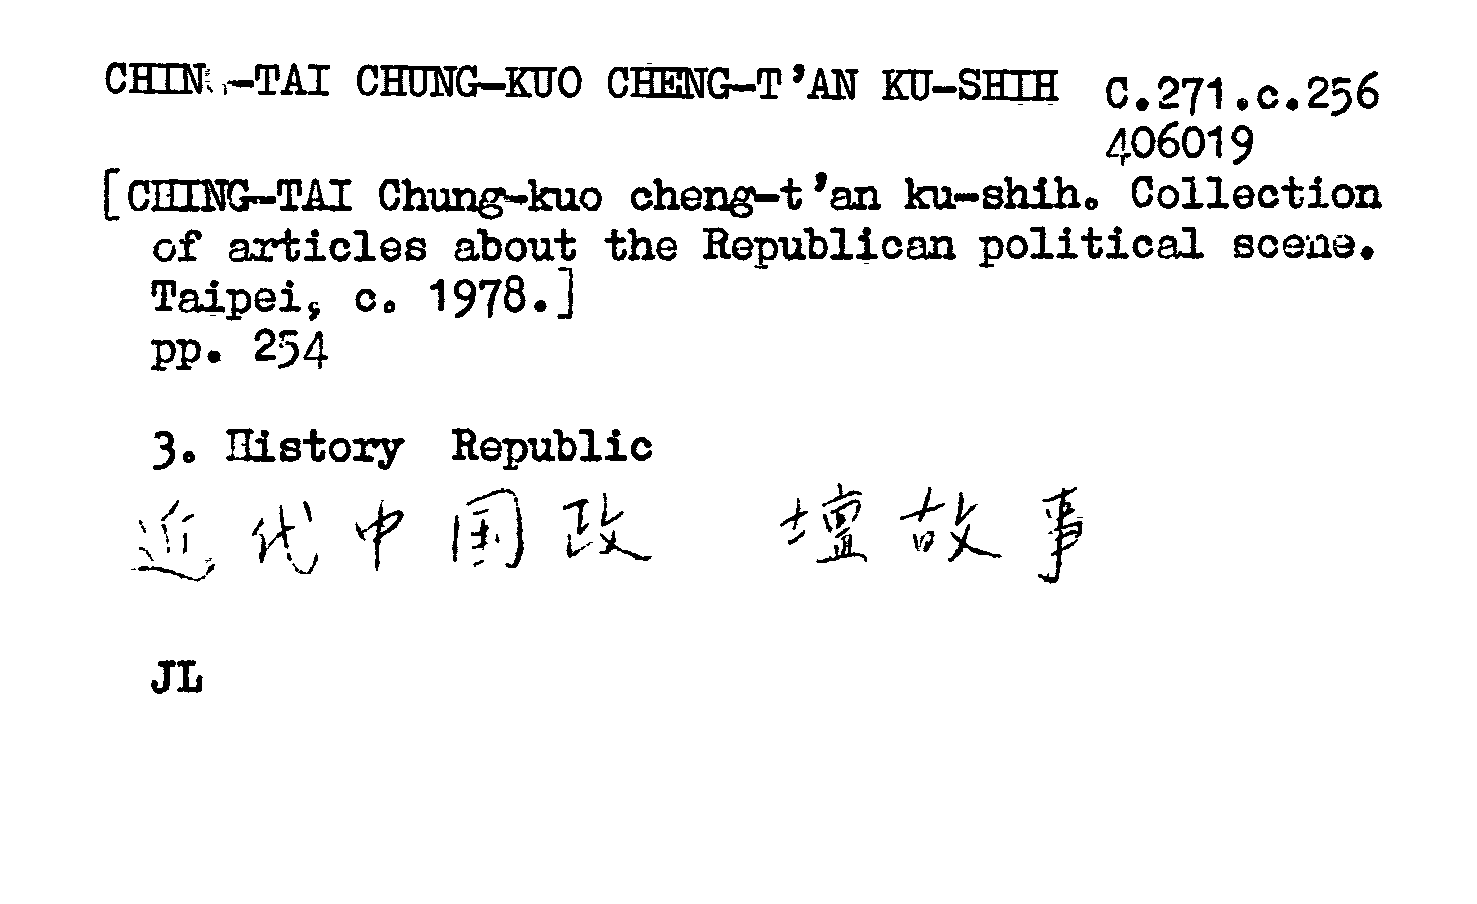 CHIN -TAI CHUNG-KUO CHENG-T'AN KU-SHIH C.271.c.256
406019
[CHING-TAI Chung-kuo cheng-t'an ku-shih. Collection
of articles about the Republican political scene.
Taipei, c. 1978.]
pp. 254
3. History Republic
近代中国政 壇故事
JL